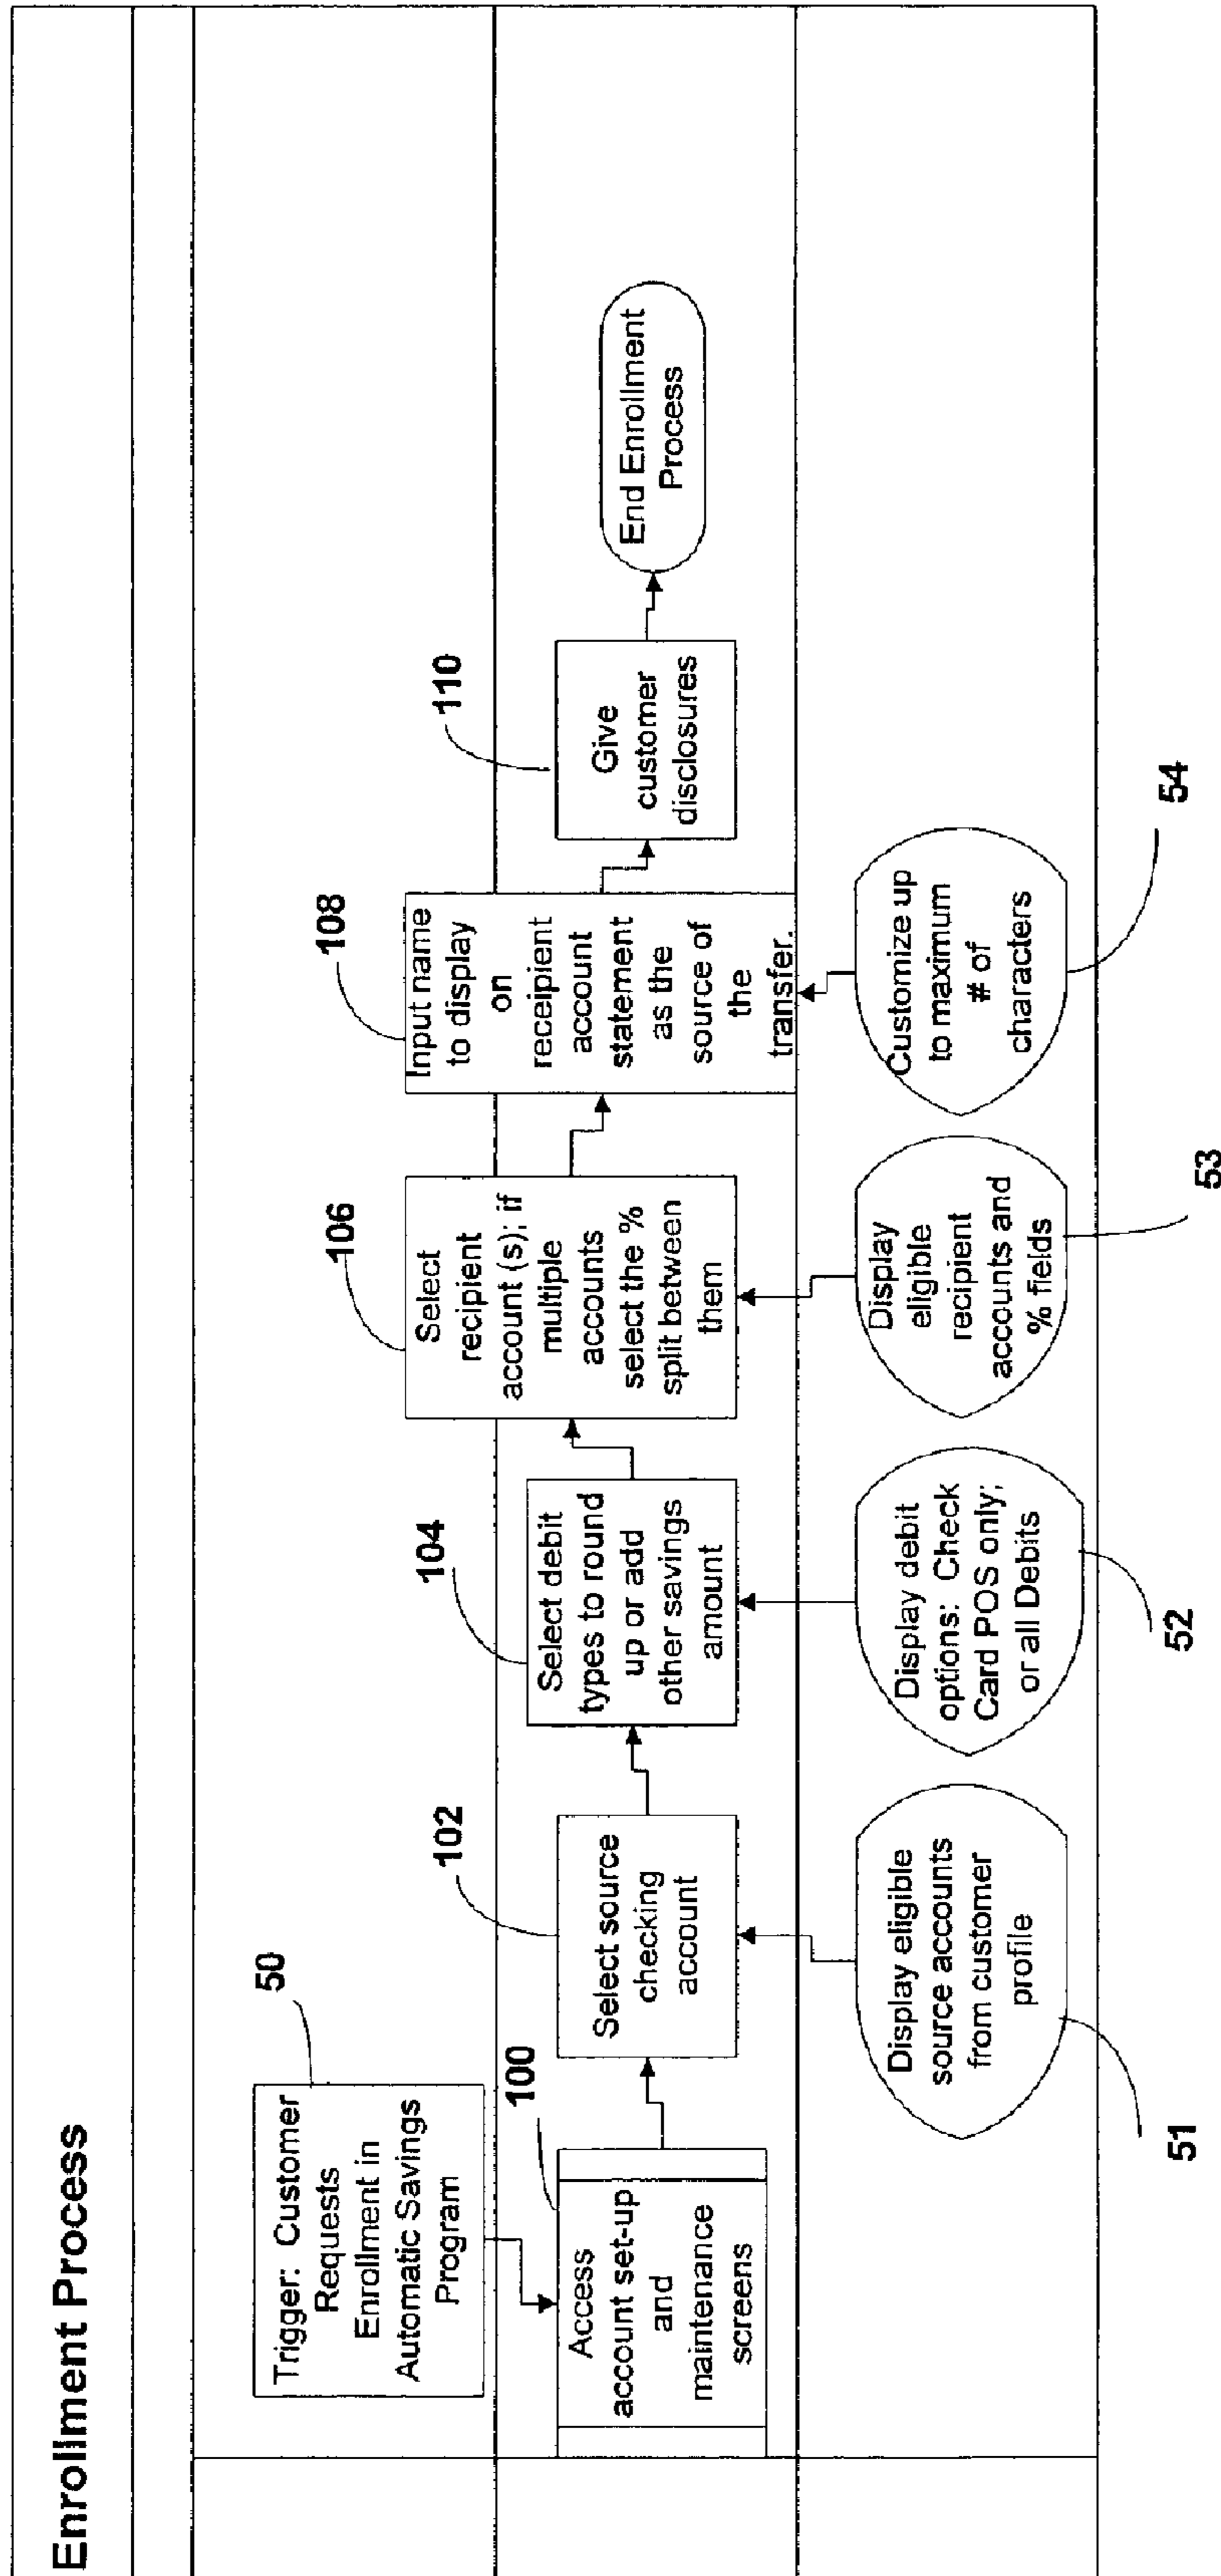 Enrollment Process
50
Trigger: Customer
Requests
Enrollment in
Automatic Savings
Program
100
Access
account set-up
and
maintenance
screens
102
Select source
checking
account
104
Select debit
types to round
up or add
other savings
amount
106
Select
recipient
account (s); if
multiple
accounts
select the %
split between
them
108
Input name
to display
on
receipient
account
statement
as the
source of
the
transfer.
110
Give
customer
disclosures
End Enrollment
Process
Display eligible
source accounts
from customer
profile
51
Display debit
options: Check
Card POS only;
or all Debits
52
Display
eligible
recipient
accounts and
% fields
53
Customize up
to maximum
# of
characters
54